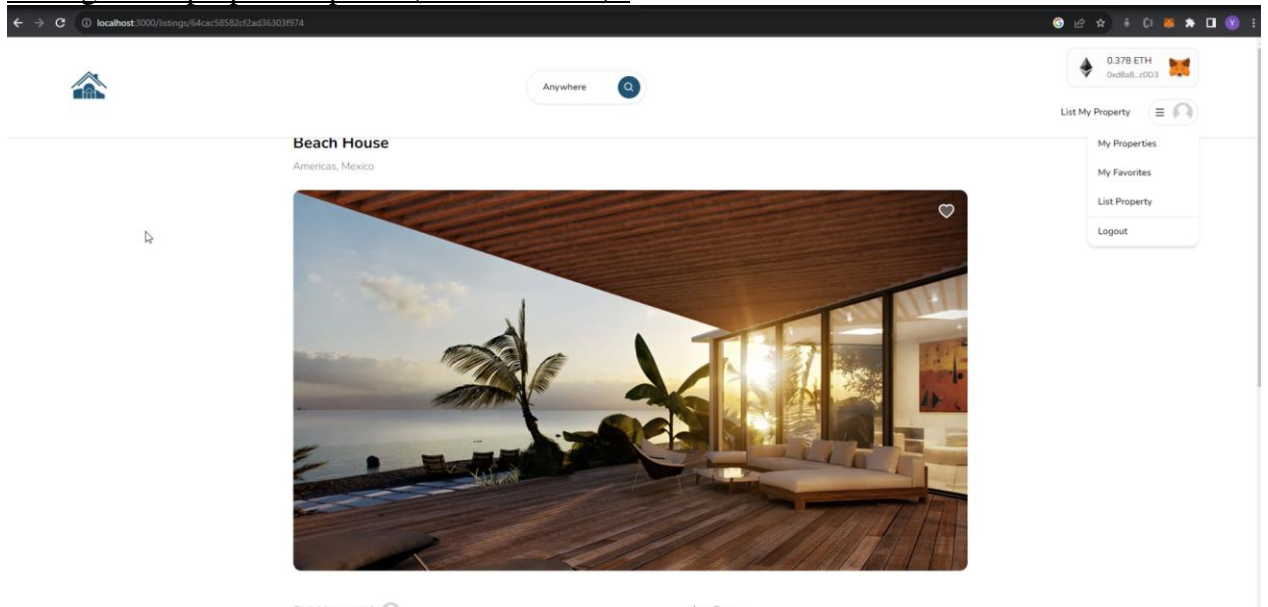 localhost:3000/listings/64cac58582cf2ad36303f974
Y
0.378 ETH
0xd8a8...c0D3
Anywhere
List My Property
Beach House
Americas, Mexico
My Properties
My Favorites
List Property
Logout